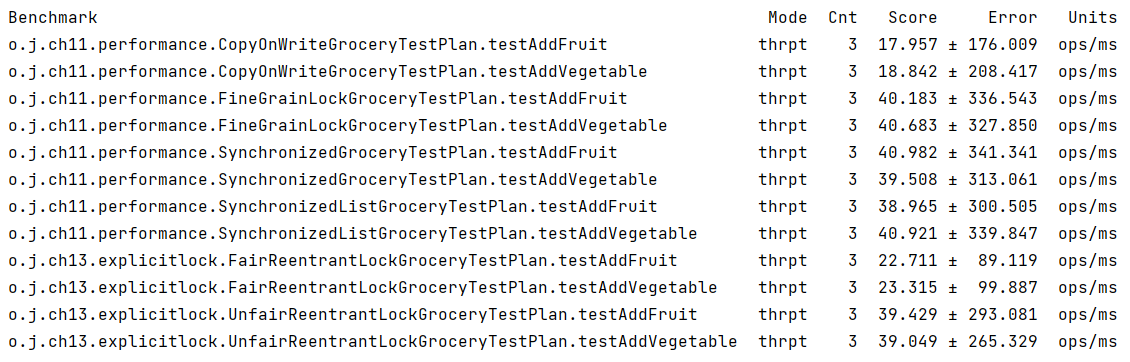 Benchmark Mode Cnt Score Error Units
o.j.ch11.performance.CopyOnWriteGroceryTestPlan.testAddFruit thrpt 3 17.957 ± 176.009 ops/ms
o.j.ch11.performance.CopyOnWriteGroceryTestPlan.testAddVegetable thrpt 3 18.842 ± 208.417 ops/ms
o.j.ch11.performance.FineGrainLockGroceryTestPlan.testAddFruit thrpt 3 40.183 ± 336.543 ops/ms
o.j.ch11.performance.FineGrainLockGroceryTestPlan.testAddVegetable thrpt 3 40.683 ± 327.850 ops/ms
o.j.ch11.performance.SynchronizedGroceryTestPlan.testAddFruit thrpt 3 40.982 ± 341.341 ops/ms
o.j.ch11.performance.SynchronizedGroceryTestPlan.testAddVegetable thrpt 3 39.508 ± 313.061 ops/ms
o.j.ch11.performance.SynchronizedListGroceryTestPlan.testAddFruit thrpt 3 38.965 ± 300.505 ops/ms
o.j.ch11.performance.SynchronizedListGroceryTestPlan.testAddVegetable thrpt 3 40.921 ± 339.847 ops/ms
o.j.ch13.explicitlock.FairReentrantLockGroceryTestPlan.testAddFruit thrpt 3 22.711 ± 89.119 ops/ms
o.j.ch13.explicitlock.FairReentrantLockGroceryTestPlan.testAddVegetable thrpt 3 23.315 ± 99.887 ops/ms
o.j.ch13.explicitlock.UnfairReentrantLockGroceryTestPlan.testAddFruit thrpt 3 39.429 ± 293.081 ops/ms
o.j.ch13.explicitlock.UnfairReentrantLockGroceryTestPlan.testAddVegetable thrpt 3 39.049 ± 265.329 ops/ms